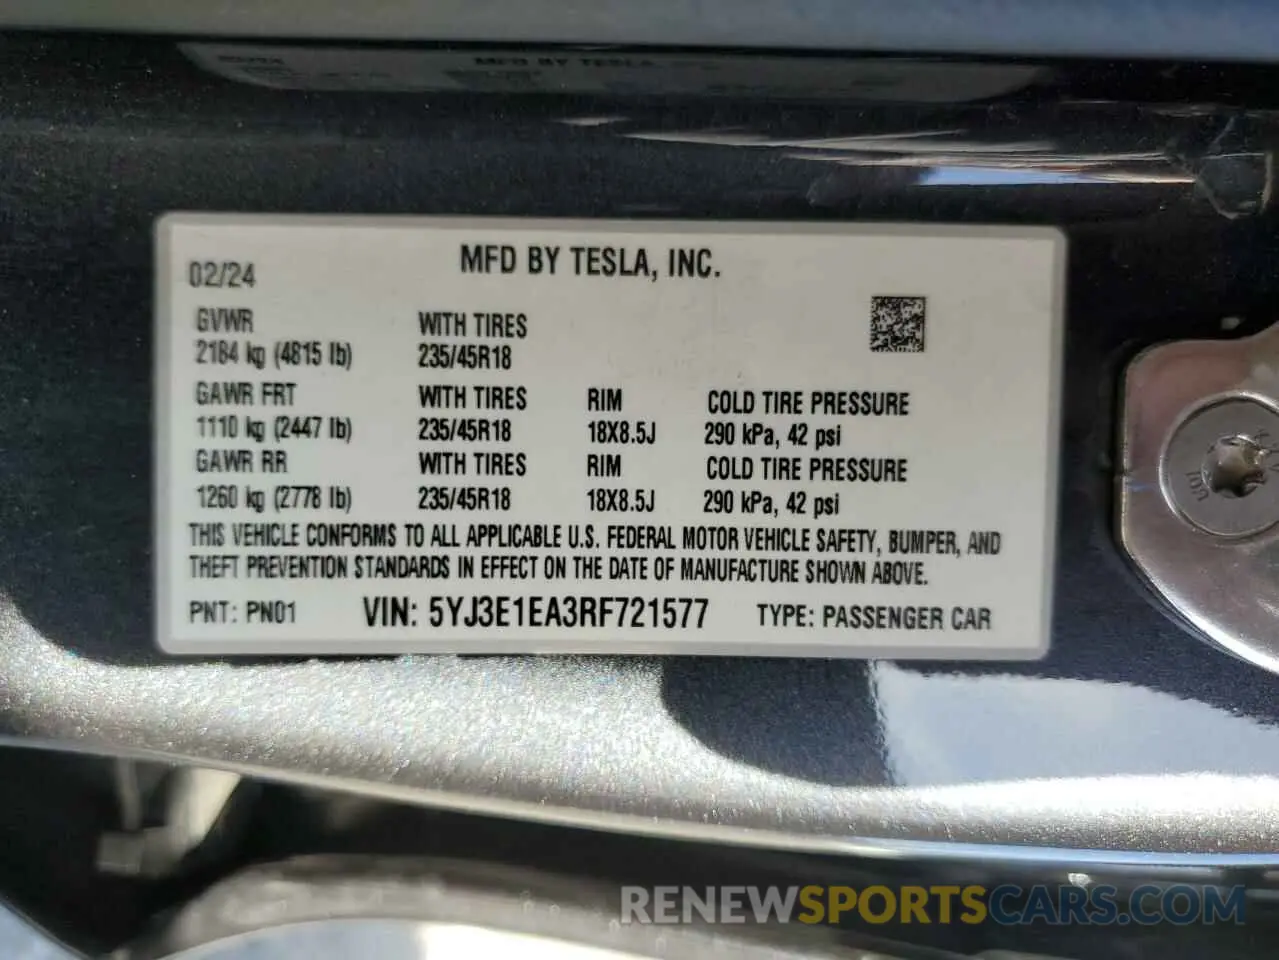 MFD BY TESLA, INC.
02/24
GVWR WITH TIRES
2184 kg (4815 lb) 235/45R18
GAWR FRT WITH TIRES RIM COLD TIRE PRESSURE
1110 kg (2447 lb) 235/45R18 18X8.5J 290 kPa, 42 psi
GAWR RR WITH TIRES RIM COLD TIRE PRESSURE
1260 kg (2778 lb) 235/45R18 18X8.5J 290 kPa, 42 psi
THIS VEHICLE CONFORMS TO ALL APPLICABLE U.S. FEDERAL MOTOR VEHICLE SAFETY, BUMPER, AND
THEFT PREVENTION STANDARDS IN EFFECT ON THE DATE OF MANUFACTURE SHOWN ABOVE.
PNT: PN01 VIN: 5YJ3E1EA3RF721577 TYPE: PASSENGER CAR
RENEWSPORTSCARS.COM